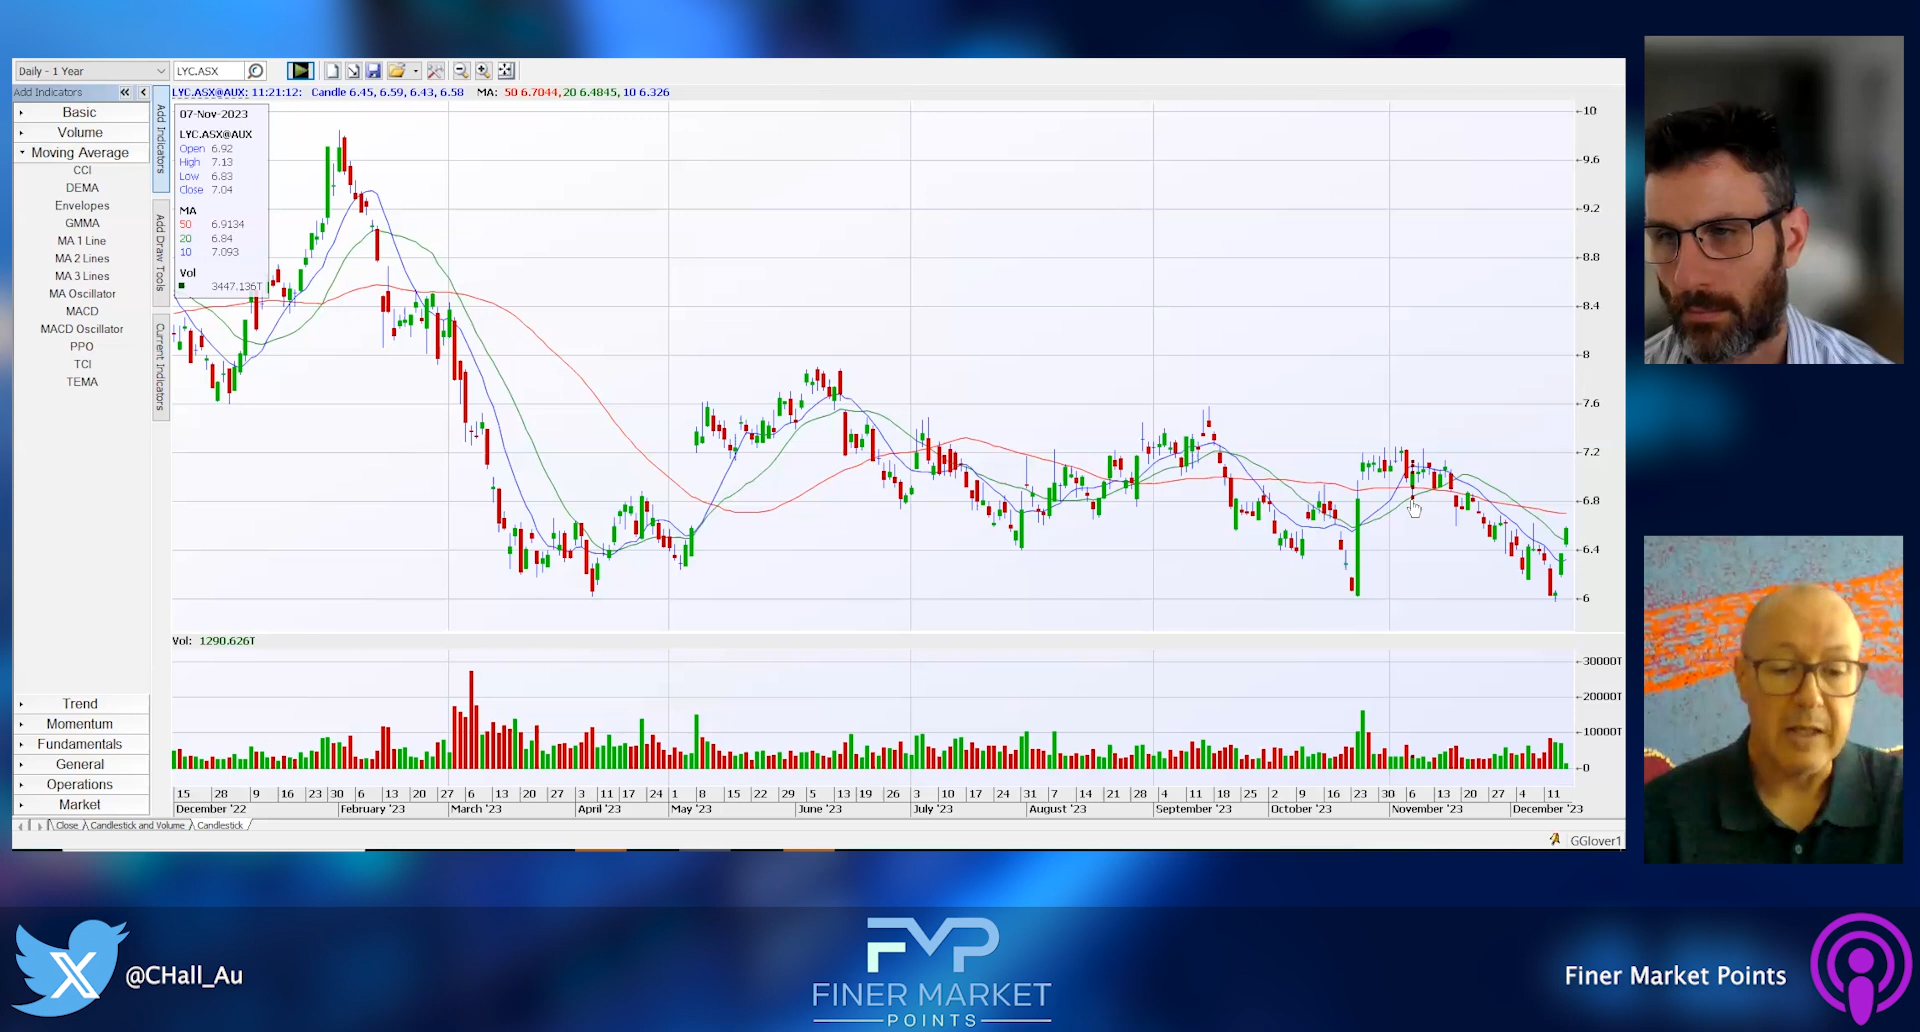 Daily - 1 Year
LYC.ASX
Add Indicators
LYC.ASX@AUX: 11:21:12: Candle 6.45, 6.59, 6.43, 6.58 MA: 50 6.7044, 20 6.4845, 10 6.326
Basic
Volume
Moving Average
CCI
DEMA
Envelopes
GMMA
MA 1 Line
MA 2 Lines
MA 3 Lines
MA Oscillator
MACD
MACD Oscillator
PPO
TCI
TEMA
Trend
Momentum
Fundamentals
General
Operations
Market
Add Indicators
Add Draw Tools
Current Indicators
07-Nov-2023
LYC.ASX@AUX
Open 6.92
High 7.13
Low 6.83
Close 7.04
MA
50 6.9134
20 6.84
10 7.093
Vol
3447.136T
10
9.6
9.2
8.8
8.4
8
7.6
7.2
6.8
6.4
6
Vol: 1290.626T
30000T
20000T
10000T
0
15 28 9 16 23 30 6 13 20 27 6 13 20 27 3 11 17 24 1 8 15 22 29 5 13 19 26 3 10 17 24 31 7 14 21 28 4 11 18 25 2 9 16 23 30 6 13 20 27 4 11
December '22 February '23 March '23 April '23 May '23 June '23 July '23 August '23 September '23 October '23 November '23 December '23
Close Candlestick and Volume Candlestick
GGlover1
X @CHall_Au
FMP
FINER MARKET
POINTS
Finer Market Points